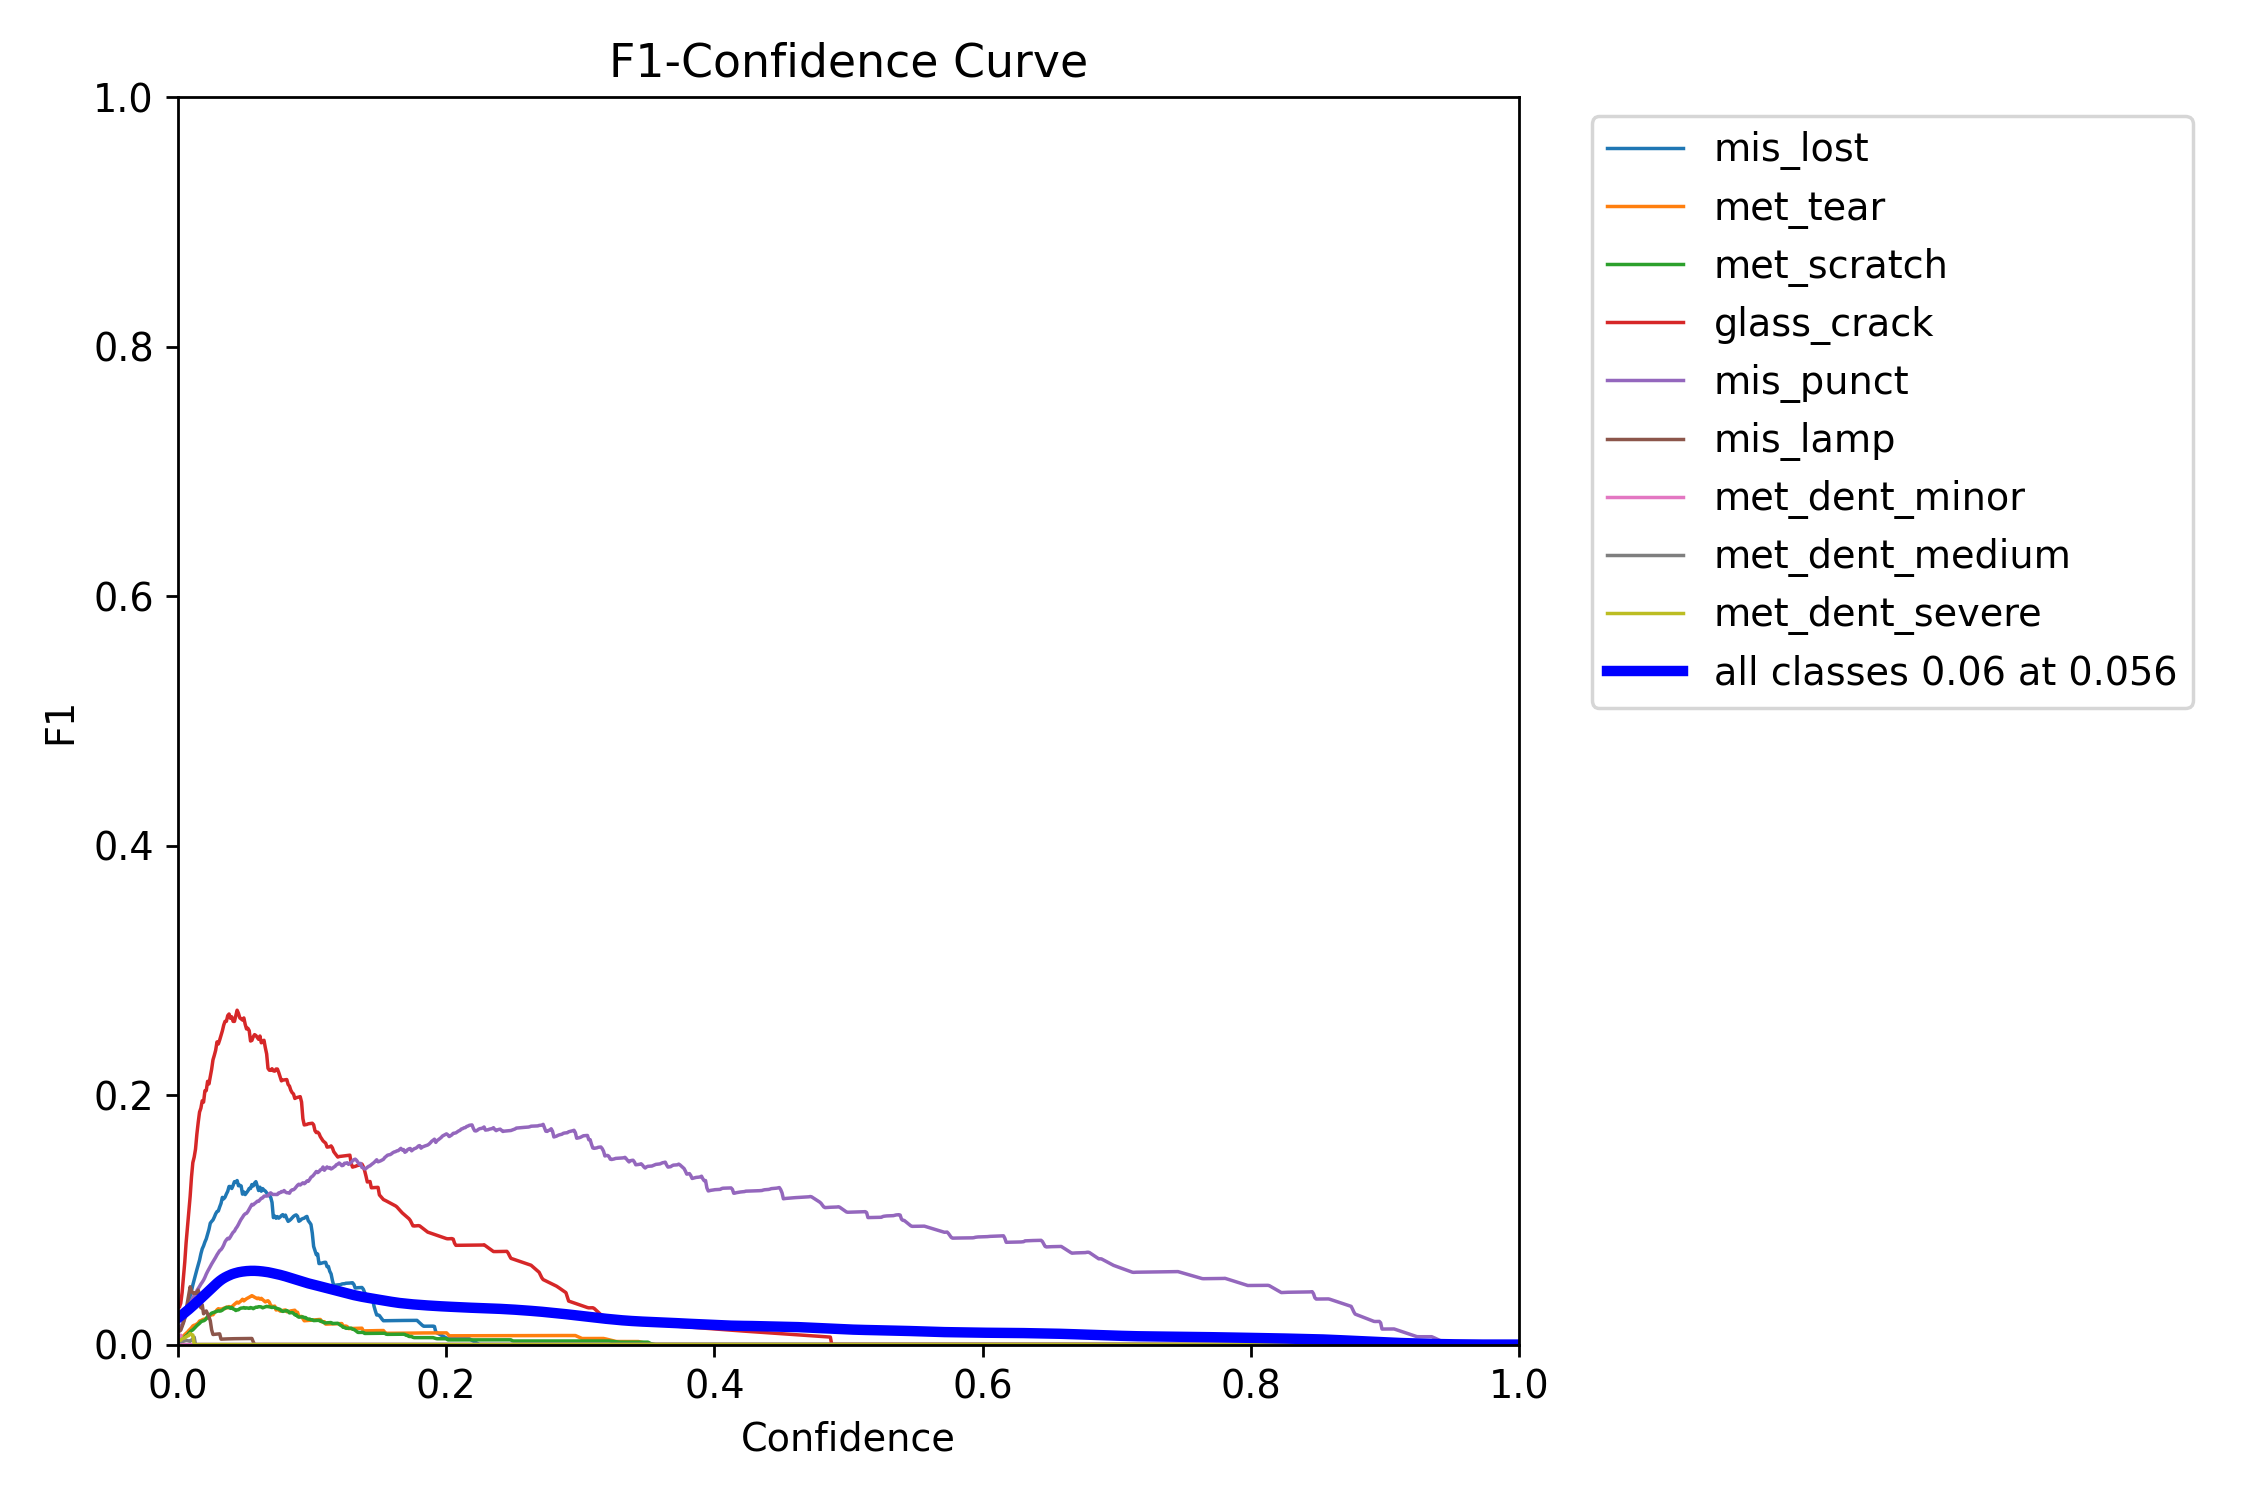 F1-Confidence Curve
1.0
0.8
0.6
0.4
0.2
0.0
F1
0.0 0.2 0.4 0.6 0.8 1.0
Confidence
mis_lost
met_tear
met_scratch
glass_crack
mis_punct
mis_lamp
met_dent_minor
met_dent_medium
met_dent_severe
all classes 0.06 at 0.056